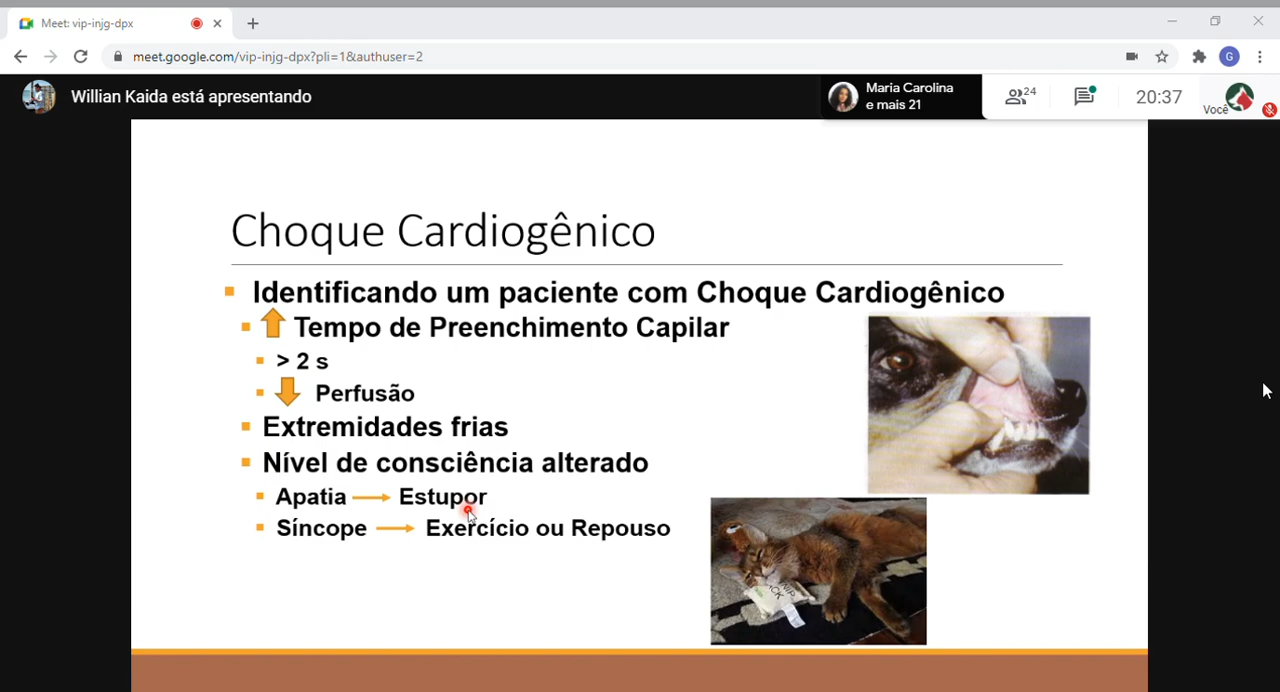 Meet: vip-injg-dpx
meet.google.com/vip-injg-dpx?pli=1&authuser=2
G
Willian Kaida está apresentando
Maria Carolina
e mais 21
24
20:37
Você
Choque Cardiogênico
Identificando um paciente com Choque Cardiogênico
Tempo de Preenchimento Capilar
> 2 s
Perfusão
Extremidades frias
Nível de consciência alterado
Apatia → Estupor
Síncope → Exercício ou Repouso